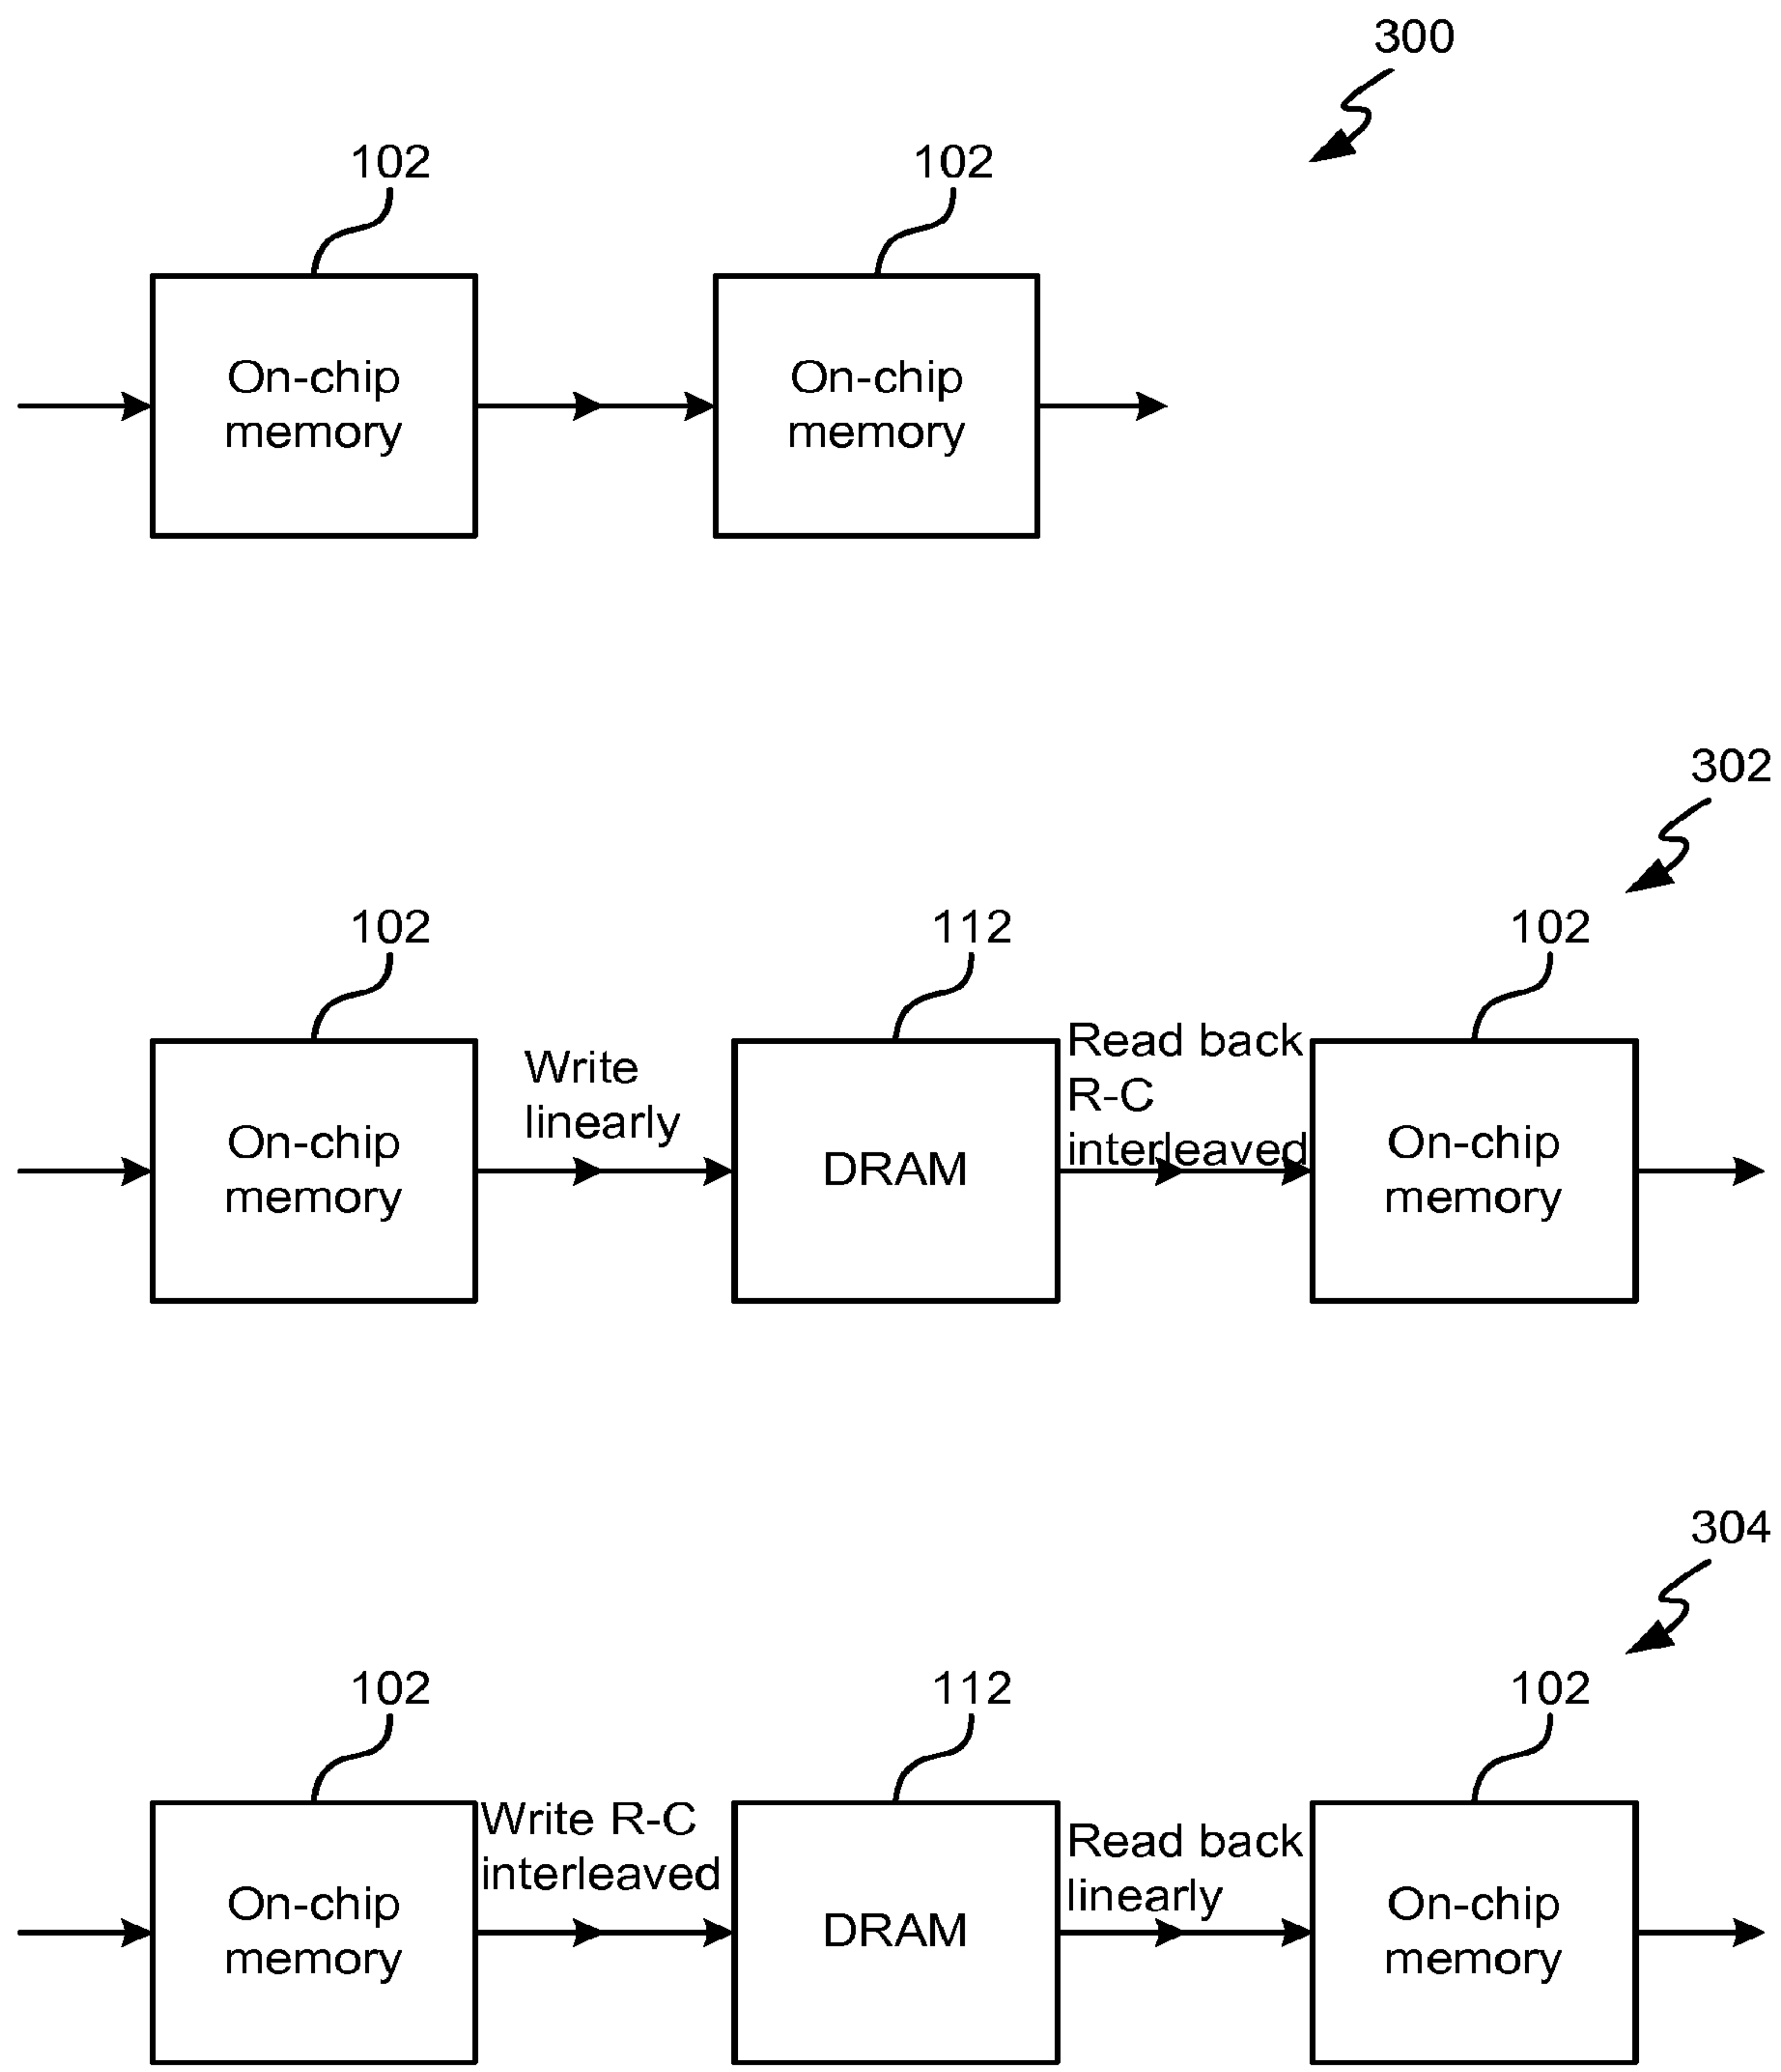 300
102
102
On-chip
memory
On-chip
memory
302
102
112
102
Write
linearly
Read back
R-C
interleaved
On-chip
memory
DRAM
On-chip
memory
304
102
112
102
Write R-C
interleaved
Read back
linearly
On-chip
memory
DRAM
On-chip
memory